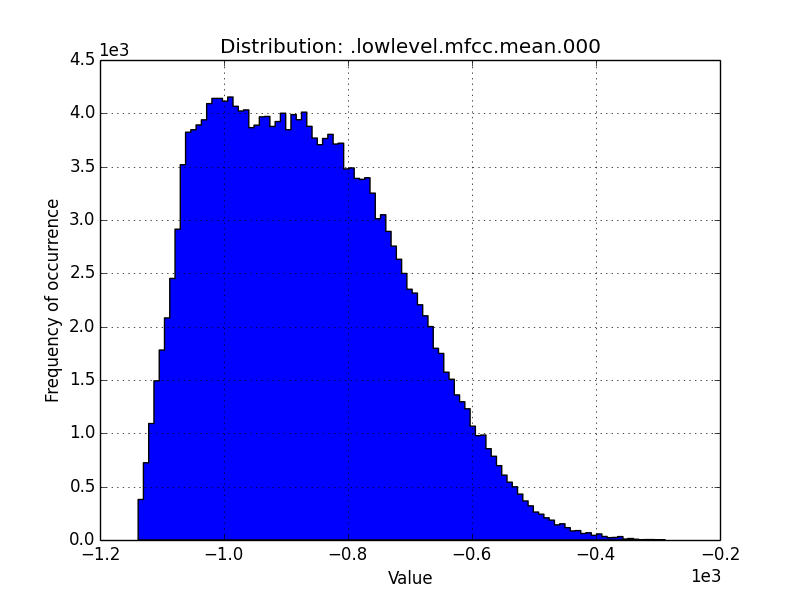 Distribution: .lowlevel.mfcc.mean.000
1e3
4.5
4.0
3.5
3.0
2.5
2.0
1.5
1.0
0.5
0.0
Frequency of occurrence
−1.2 −1.0 −0.8 −0.6 −0.4 −0.2
Value
1e3